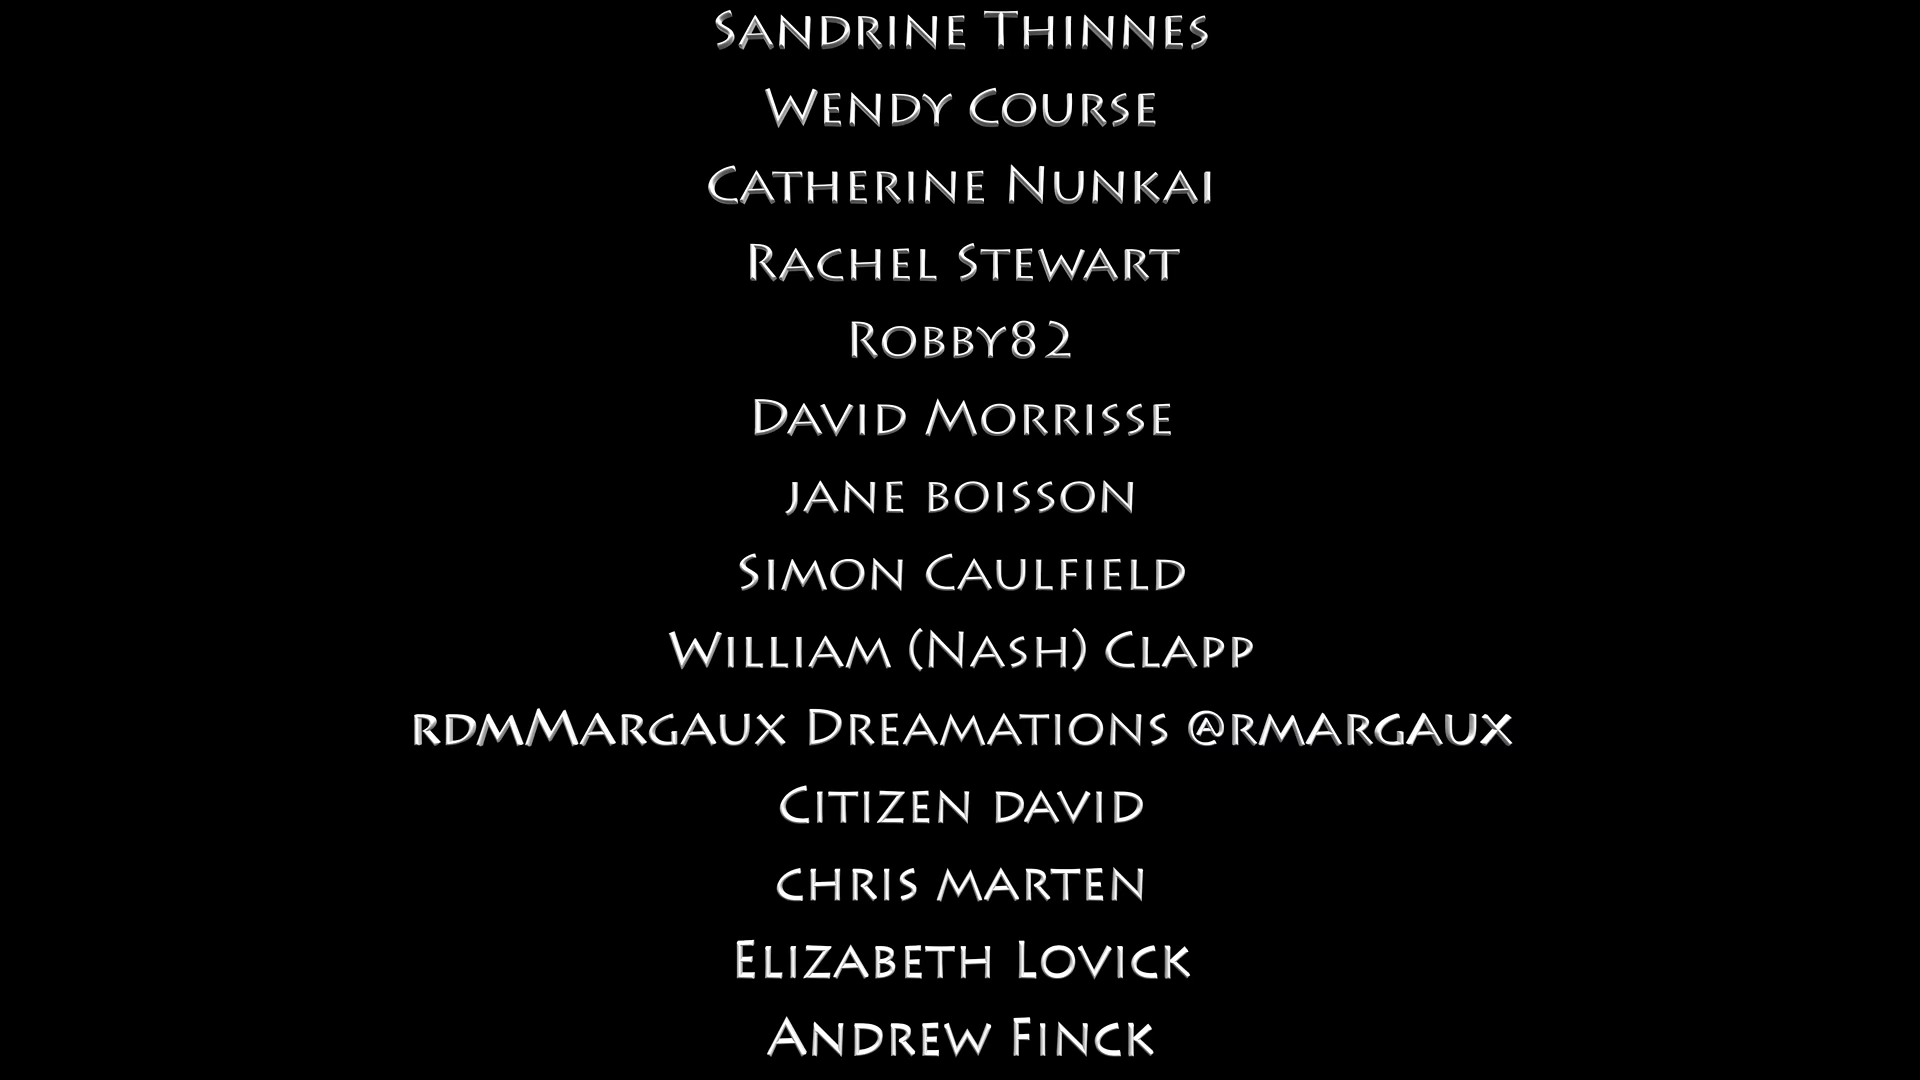 Sandrine Thinnes
Wendy Course
Catherine Nunkai
Rachel Stewart
Robby82
David Morrisse
jane boisson
Simon Caulfield
William (Nash) Clapp
rdmMargaux Dreamations @rmargaux
Citizen david
chris marten
Elizabeth Lovick
Andrew Finck